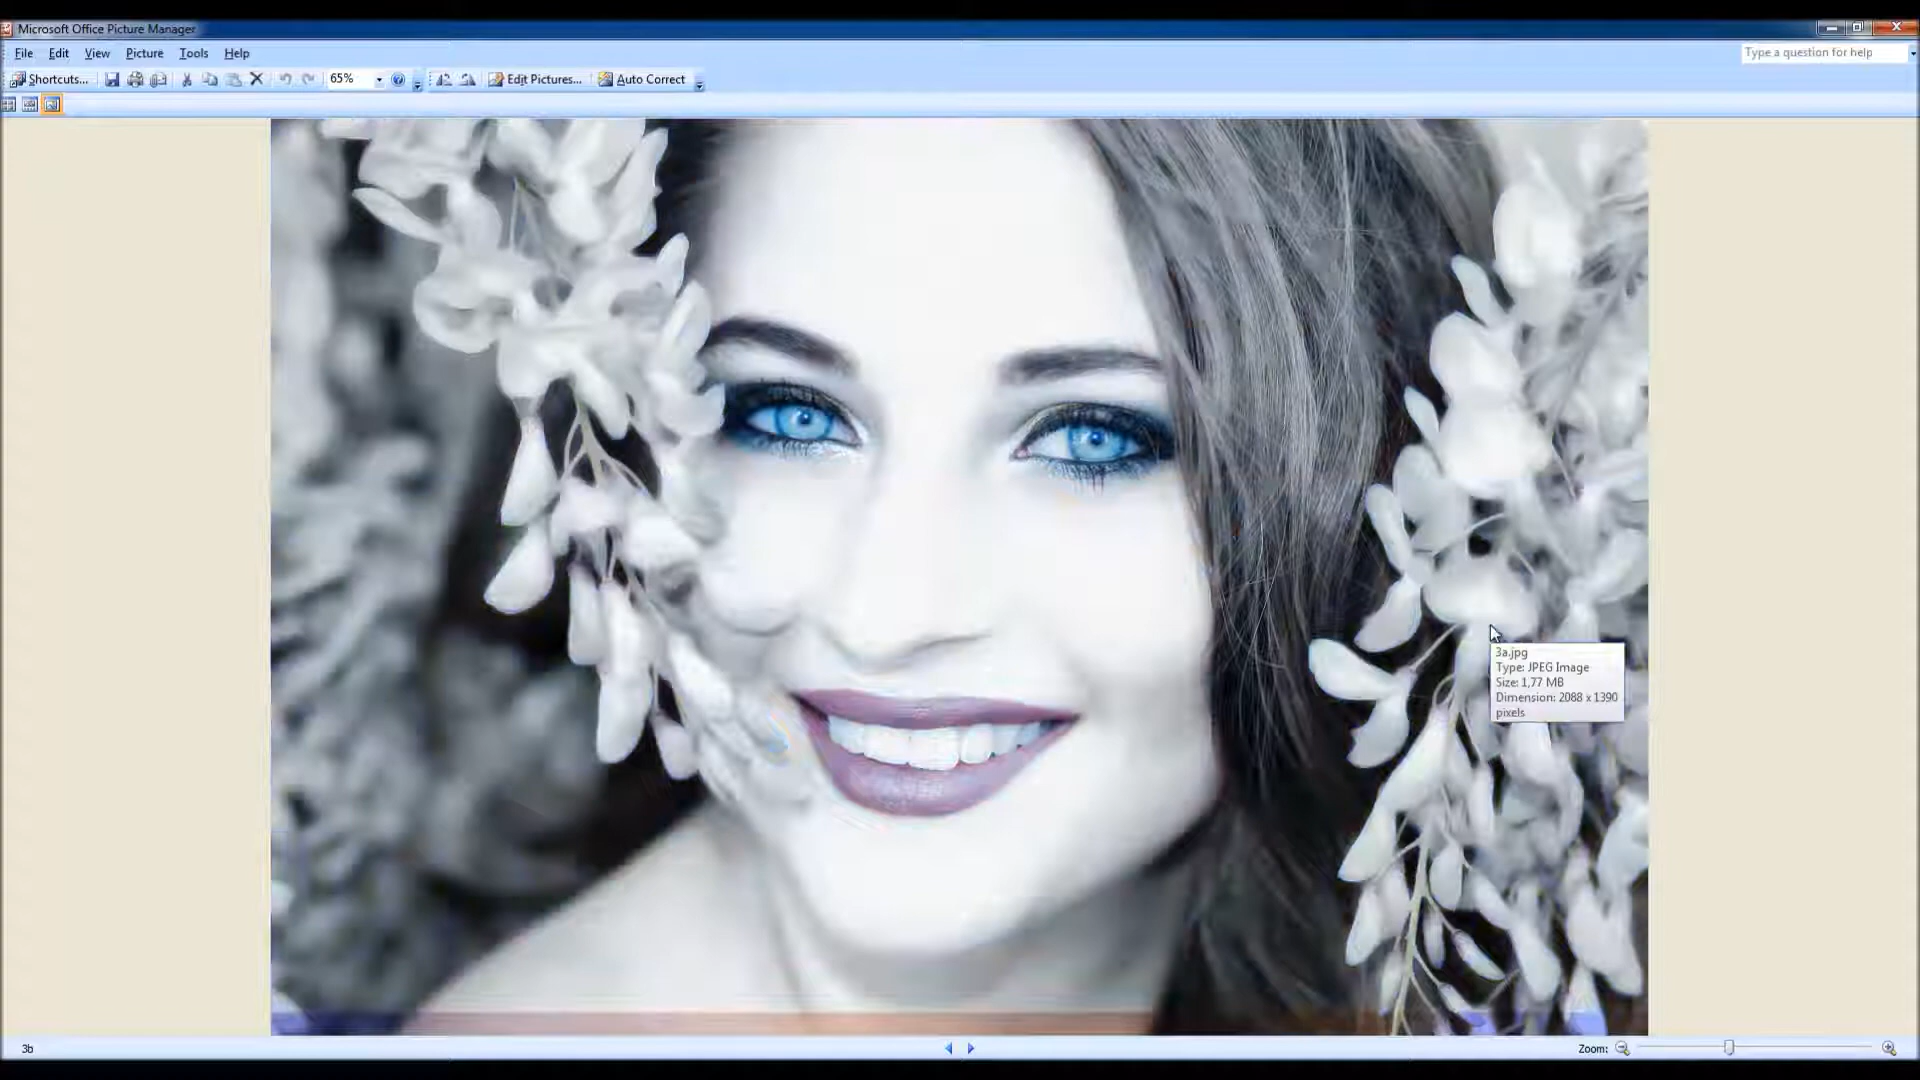 Microsoft Office Picture Manager
File Edit View Picture Tools Help
Type a question for help
Shortcuts... 65% Edit Pictures... Auto Correct
3a.jpg
Type: JPEG Image
Size: 1,77 MB
Dimension: 2088 x 1390
pixels
3b
Zoom: